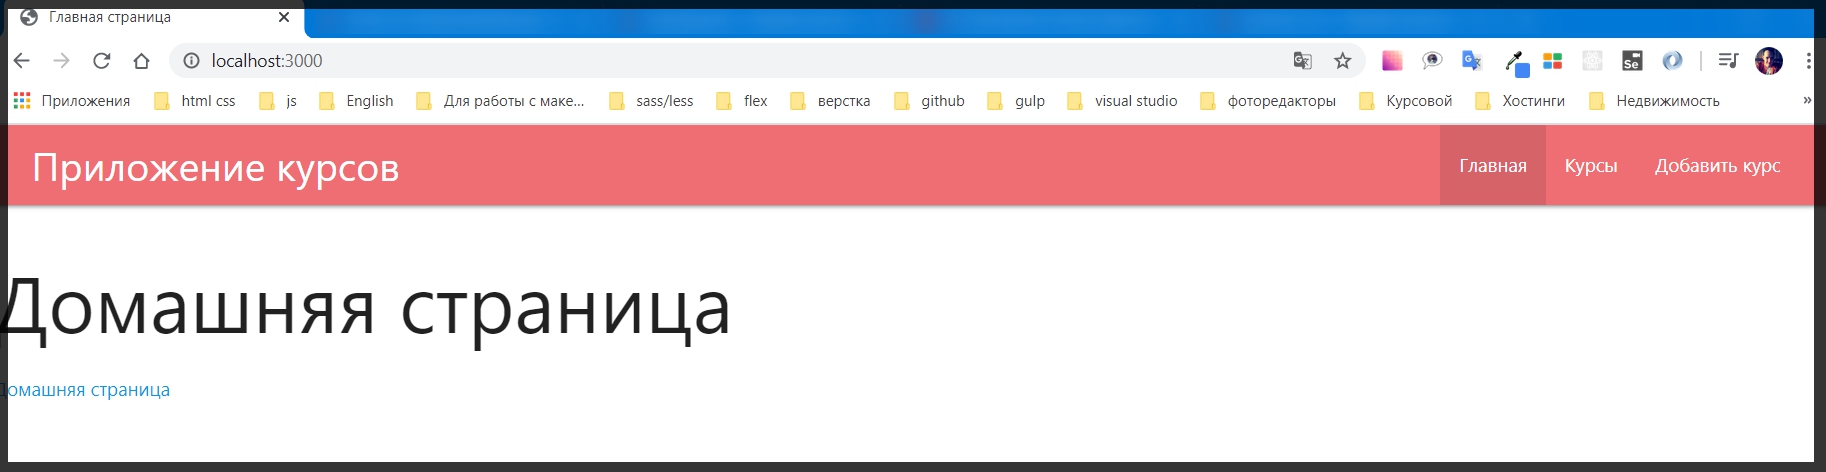 Главная страница
localhost:3000
Приложения html css js English Для работы с маке... sass/less flex верстка github gulp visual studio фоторедакторы Курсовой Хостинги Недвижимость »
Приложение курсов Главная Курсы Добавить курс
Домашняя страница
Домашняя страница